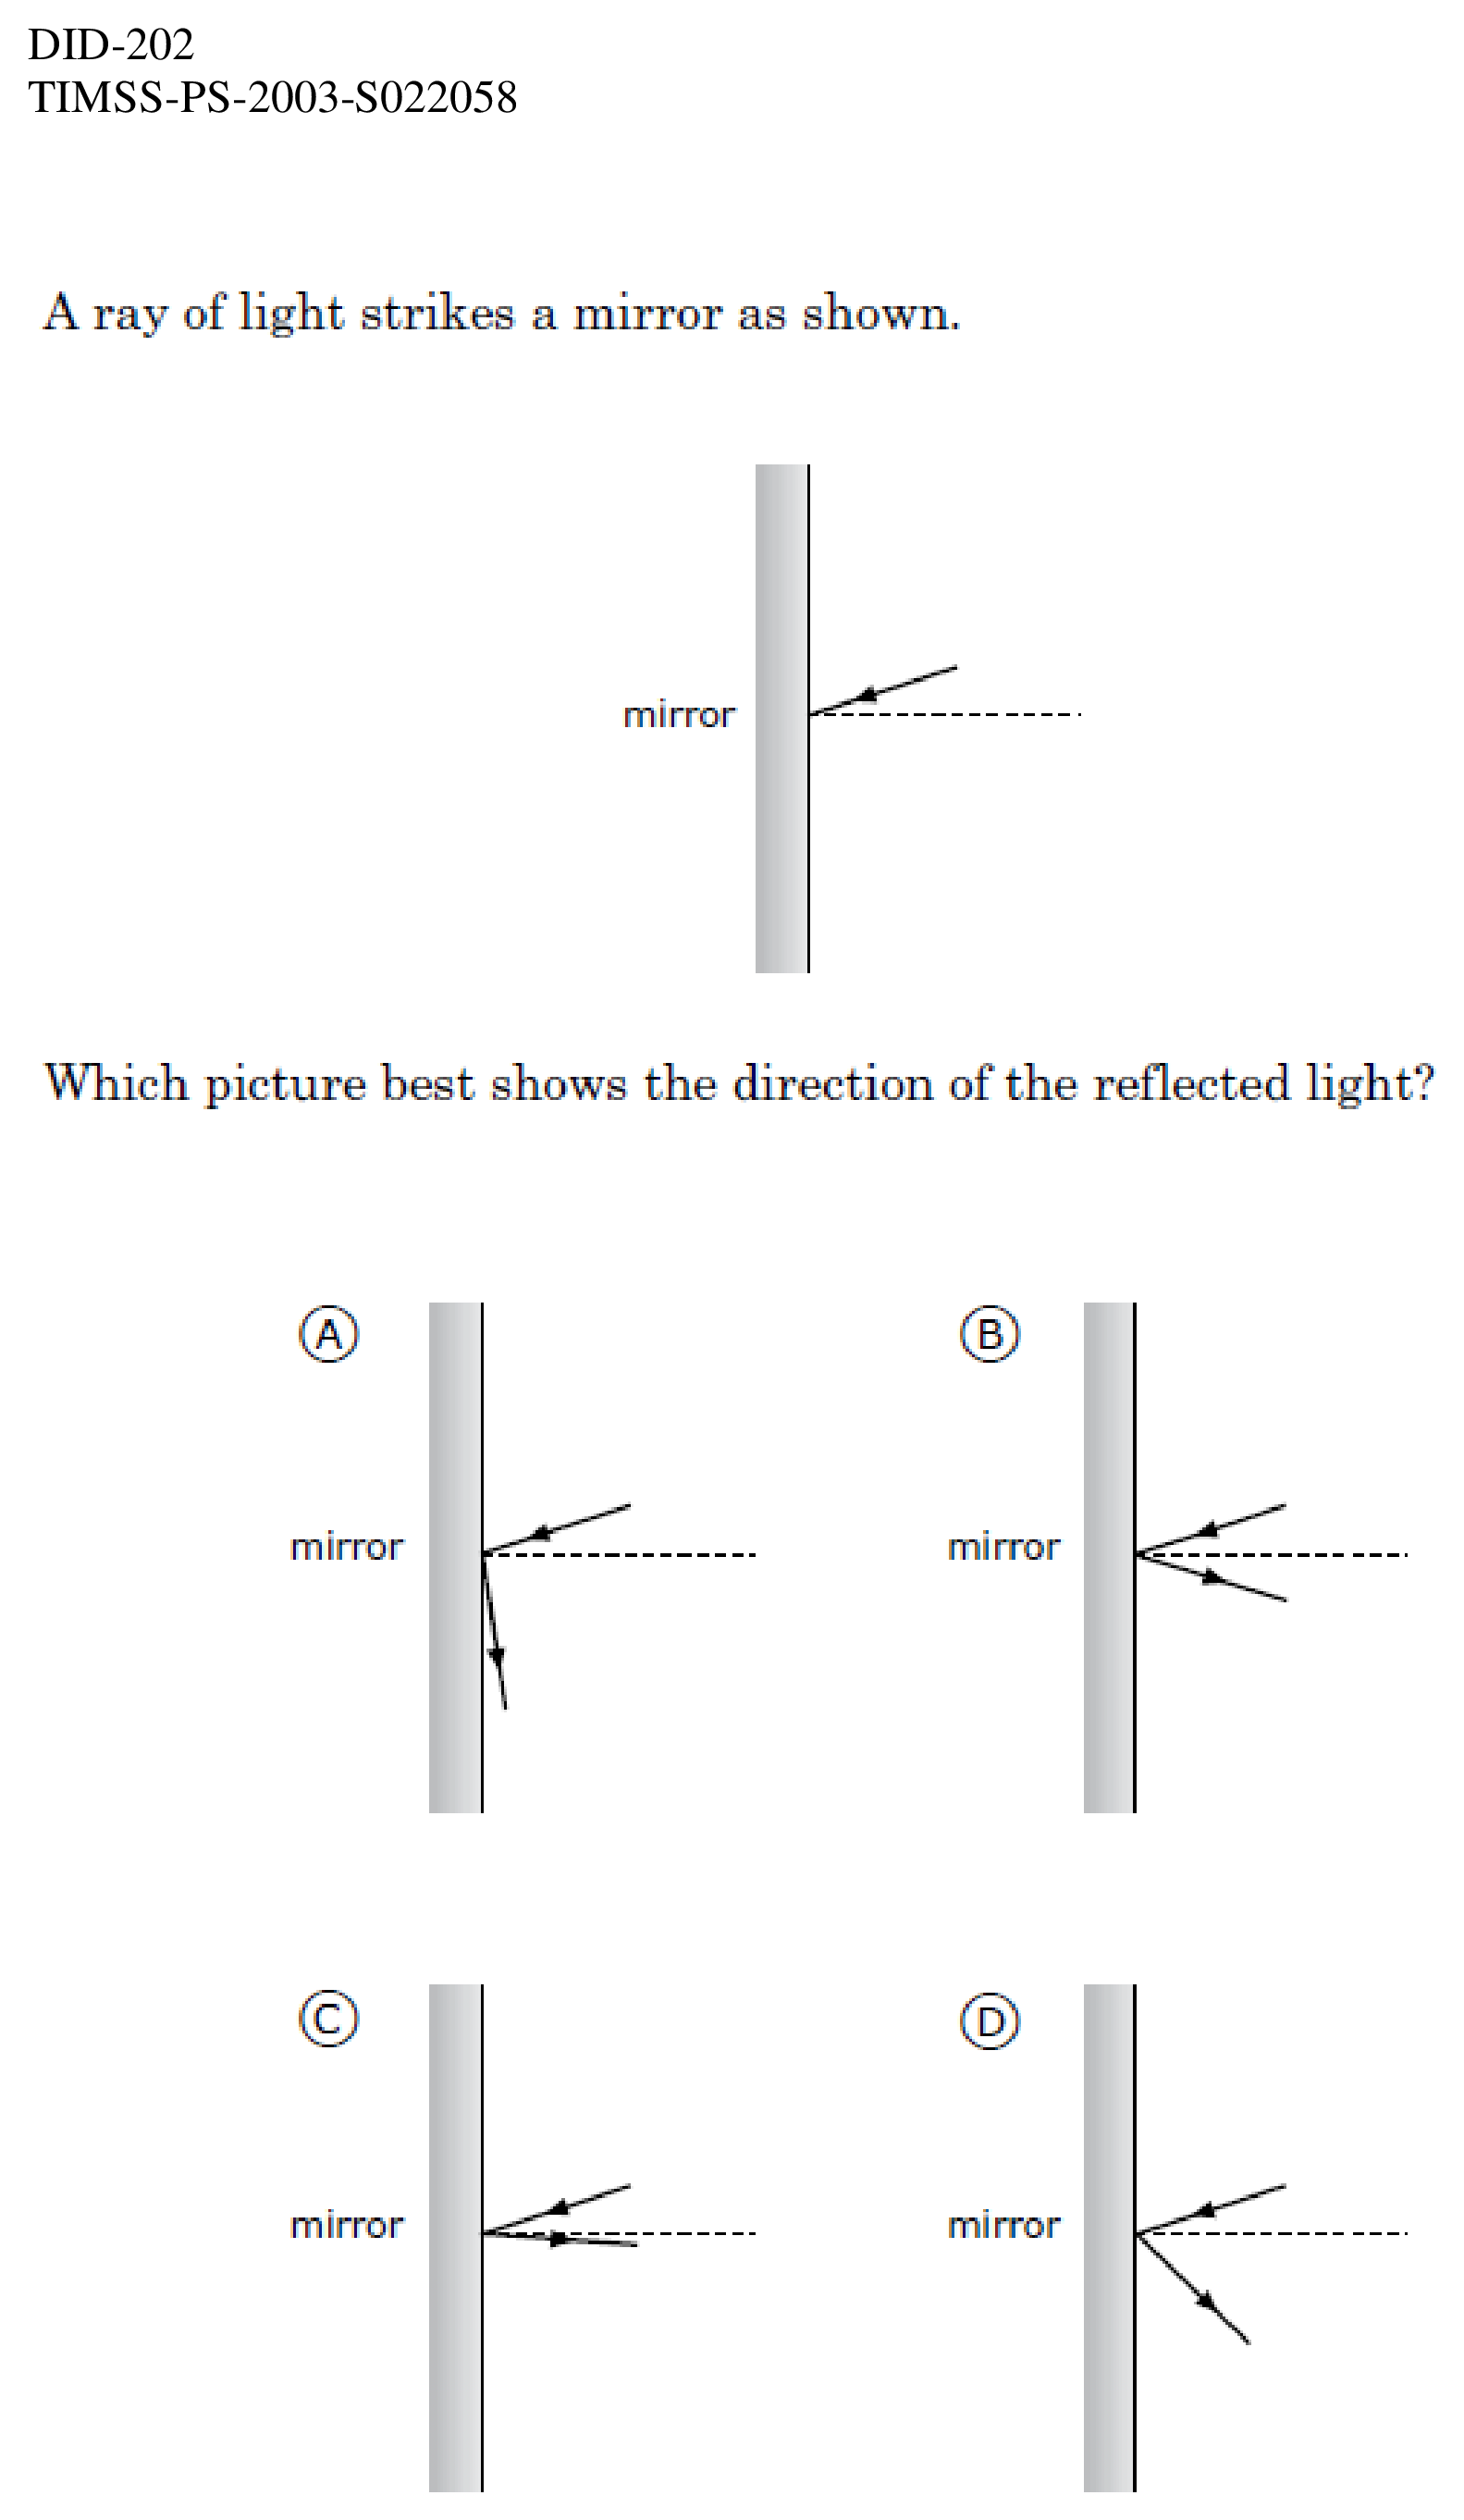 DID-202
TIMSS-PS-2003-S022058
A ray of light strikes a mirror as shown.
mirror
Which picture best shows the direction of the reflected light?
A
B
mirror
mirror
C
D
mirror
mirror